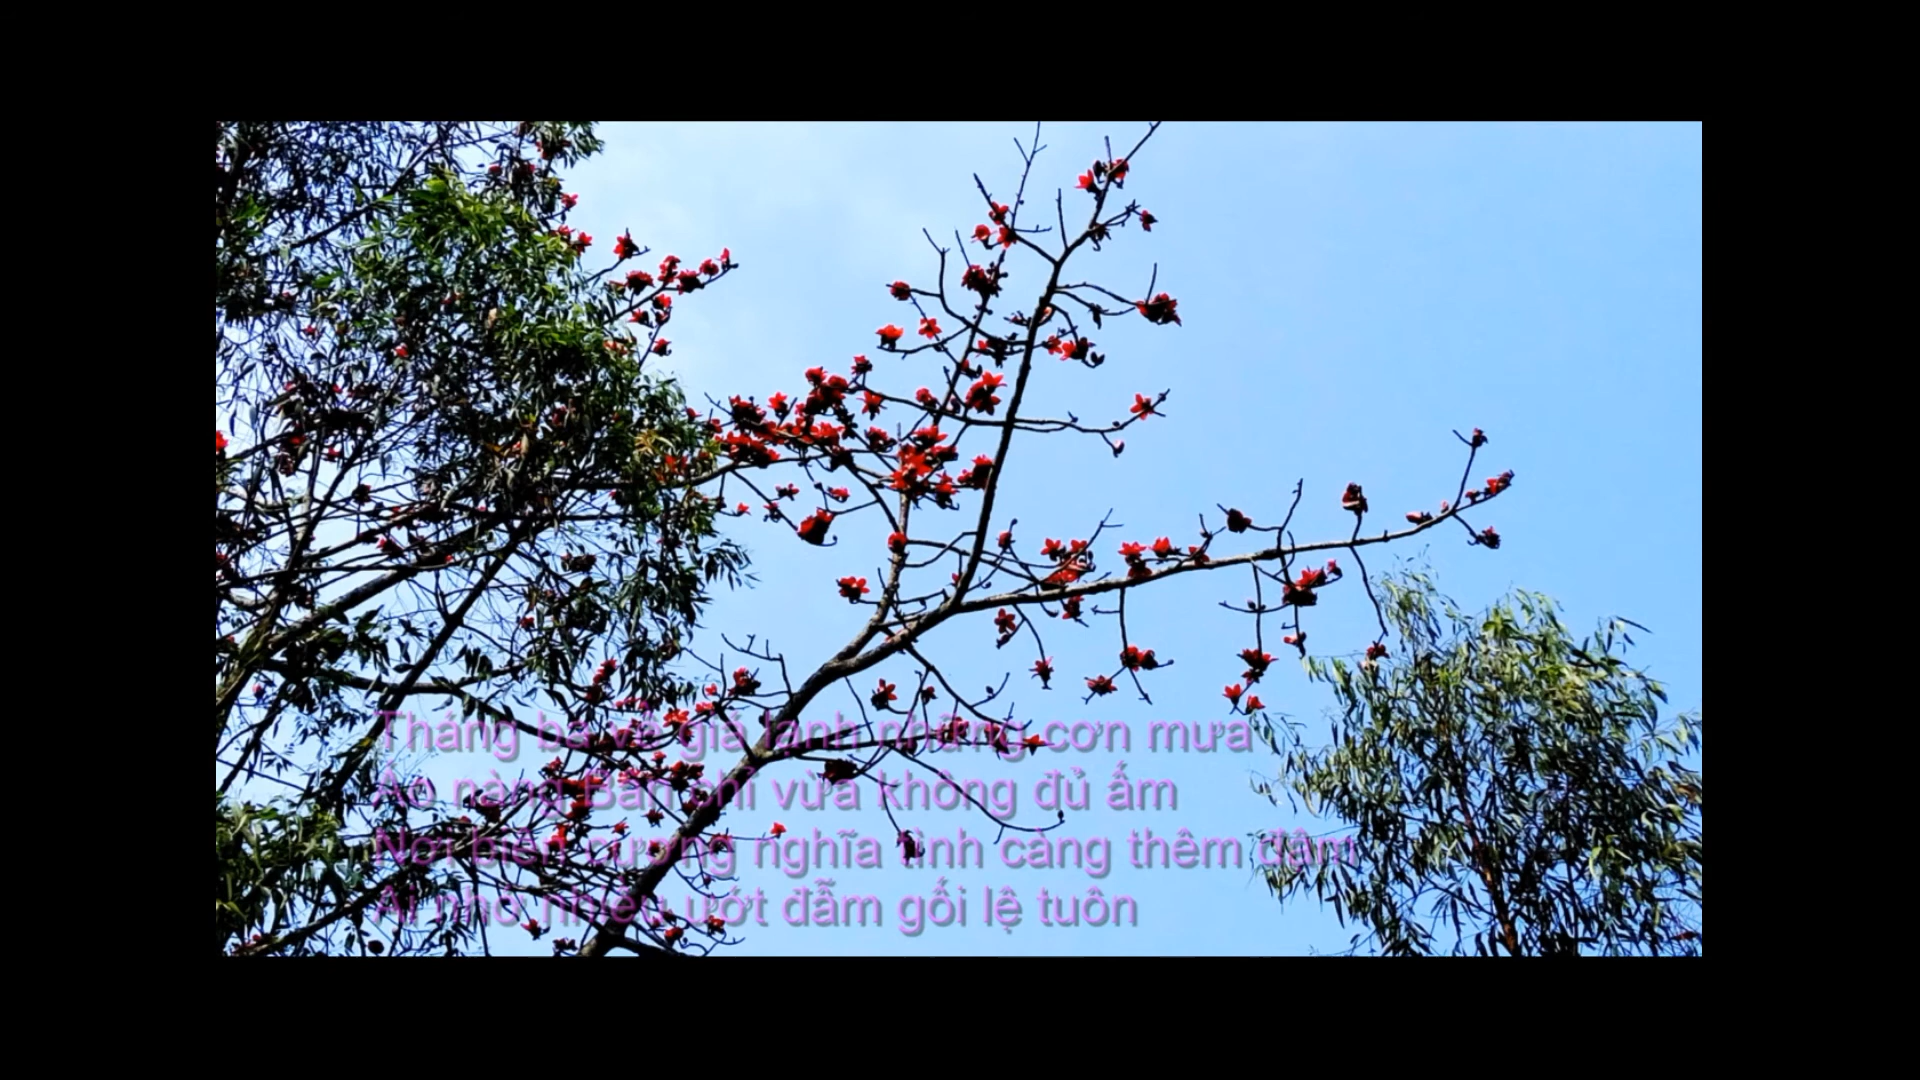 Tháng ba về giá lạnh những cơn mưa
Áo nàng Bân chỉ vừa không đủ ấm
Nơi biên cương nghĩa tình càng thêm đậm
Ai nhớ nhiều ướt đẫm gối lệ tuôn